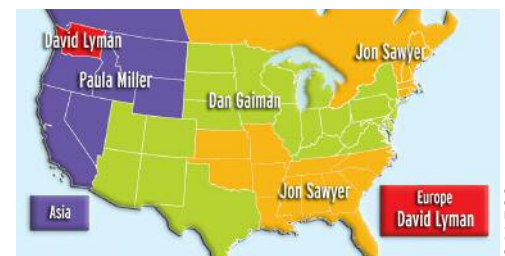 David Lyman
Jon Sawyer
Paula Miller
Dan Gaiman
Jon Sawyer
Asia
Europe
David Lyman